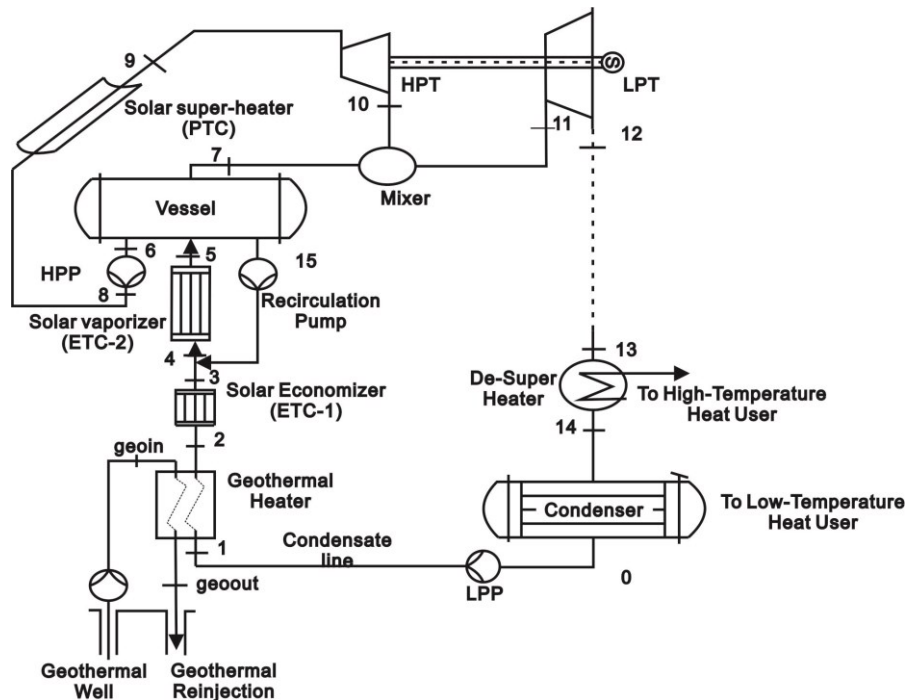 9
Solar super-heater
(PTC)
10
HPT
LPT
S
11
12
7
Mixer
Vessel
6
5
15
HPP
8
Recirculation
Pump
Solar vaporizer
(ETC-2)
4
3
Solar Economizer
(ETC-1)
13
De-Super
Heater
To High-Temperature
Heat User
14
2
geoin
Geothermal
Heater
Condenser
To Low-Temperature
Heat User
1
Condensate
line
geoout
LPP
0
Geothermal
Well
Geothermal
Reinjection